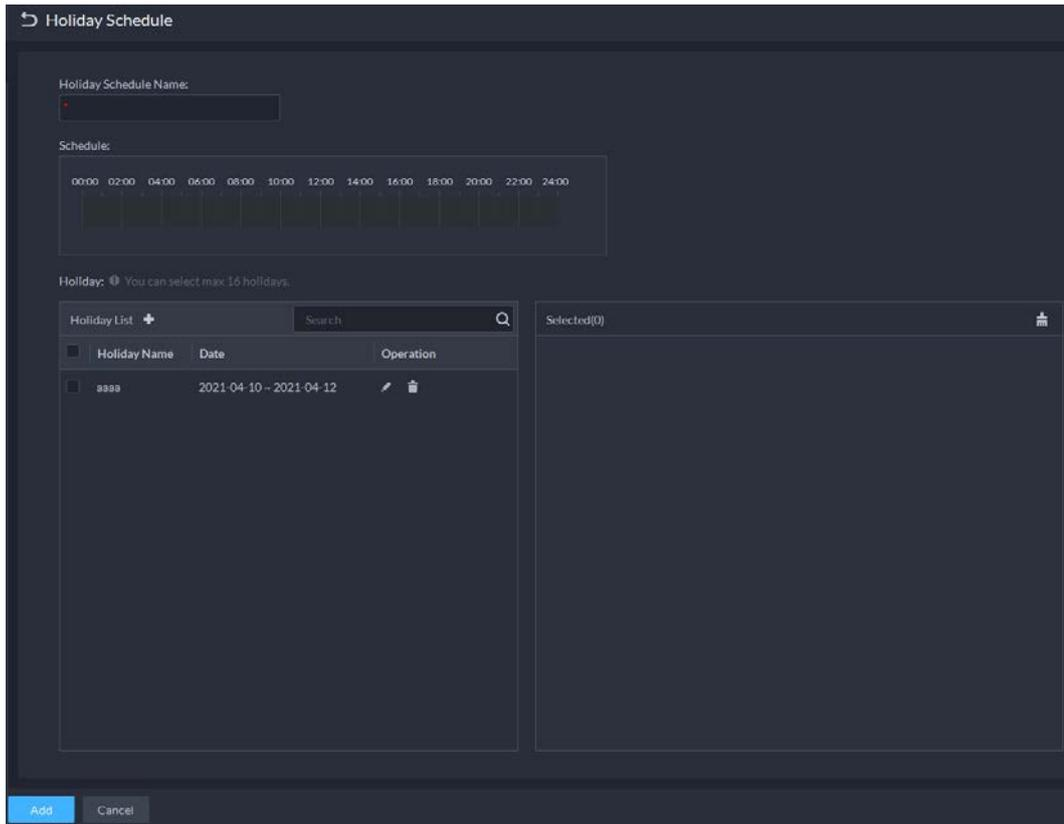 Holiday Schedule
Holiday Schedule Name:
*
Schedule:
00:00 02:00 04:00 06:00 08:00 10:00 12:00 14:00 16:00 18:00 20:00 22:00 24:00
Holiday: You can select max 16 holidays.
Holiday List Search Selected(0)
Holiday Name Date Operation
aaaa 2021-04-10 ~ 2021-04-12
Add Cancel